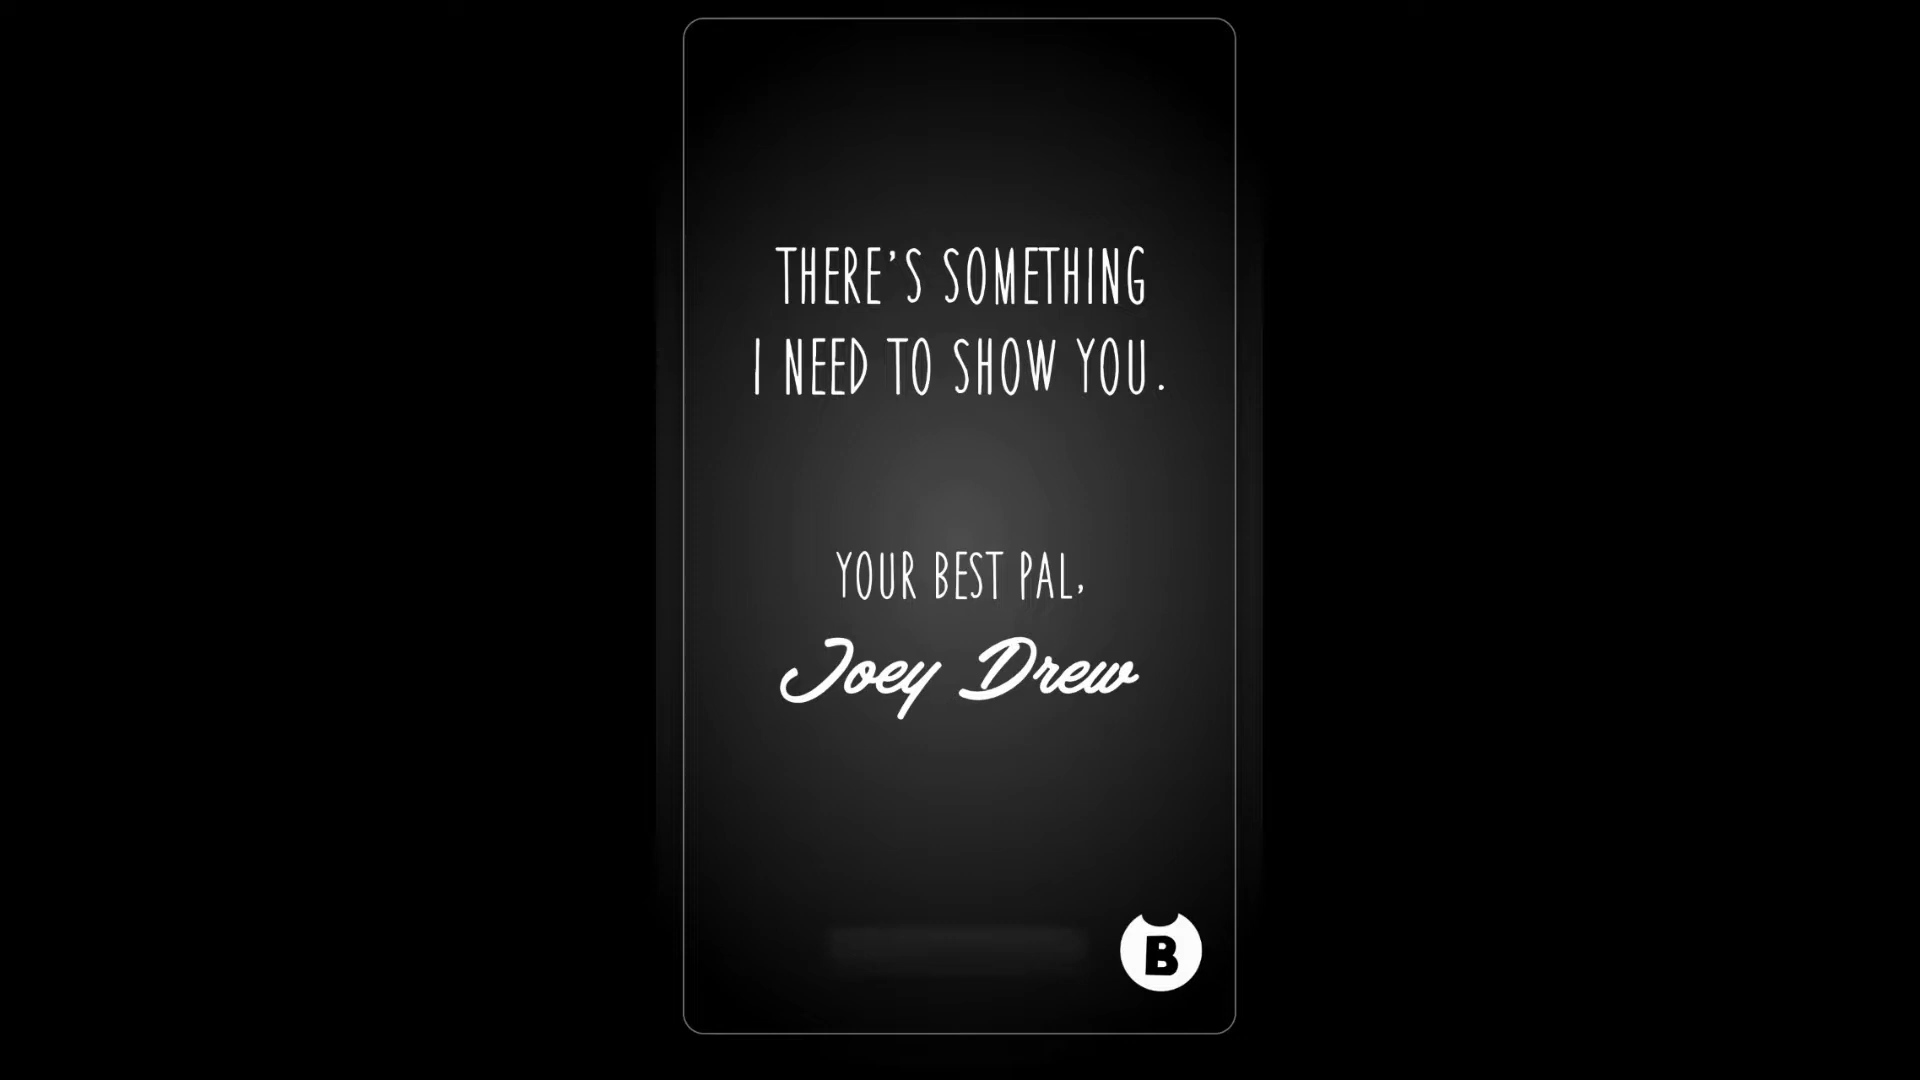 THERE'S SOMETHING
I NEED TO SHOW YOU.
YOUR BEST PAL,
Joey Drew
B